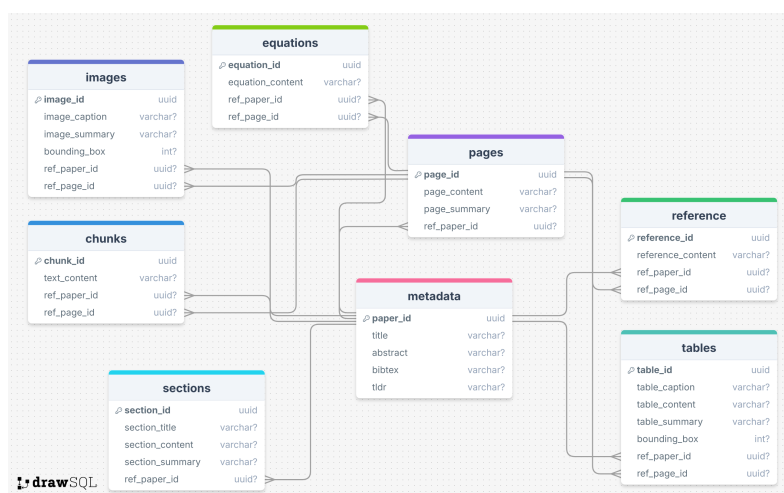 equations
equation_id uuid
equation_content varchar?
ref_paper_id uuid?
ref_page_id uuid?
images
image_id uuid
image_caption varchar?
image_summary varchar?
bounding_box int?
ref_paper_id uuid?
ref_page_id uuid?
pages
page_id uuid
page_content varchar?
page_summary varchar?
ref_paper_id uuid?
chunks
chunk_id uuid
text_content varchar?
ref_paper_id uuid?
ref_page_id uuid?
reference
reference_id uuid
reference_content varchar?
ref_paper_id uuid?
ref_page_id uuid?
metadata
paper_id uuid
title varchar?
abstract varchar?
bibtex varchar?
tldr varchar?
tables
table_id uuid
table_caption varchar?
table_content varchar?
table_summary varchar?
bounding_box int?
ref_paper_id uuid?
ref_page_id uuid?
sections
section_id uuid
section_title varchar?
section_content varchar?
section_summary varchar?
ref_paper_id uuid?
drawSQL